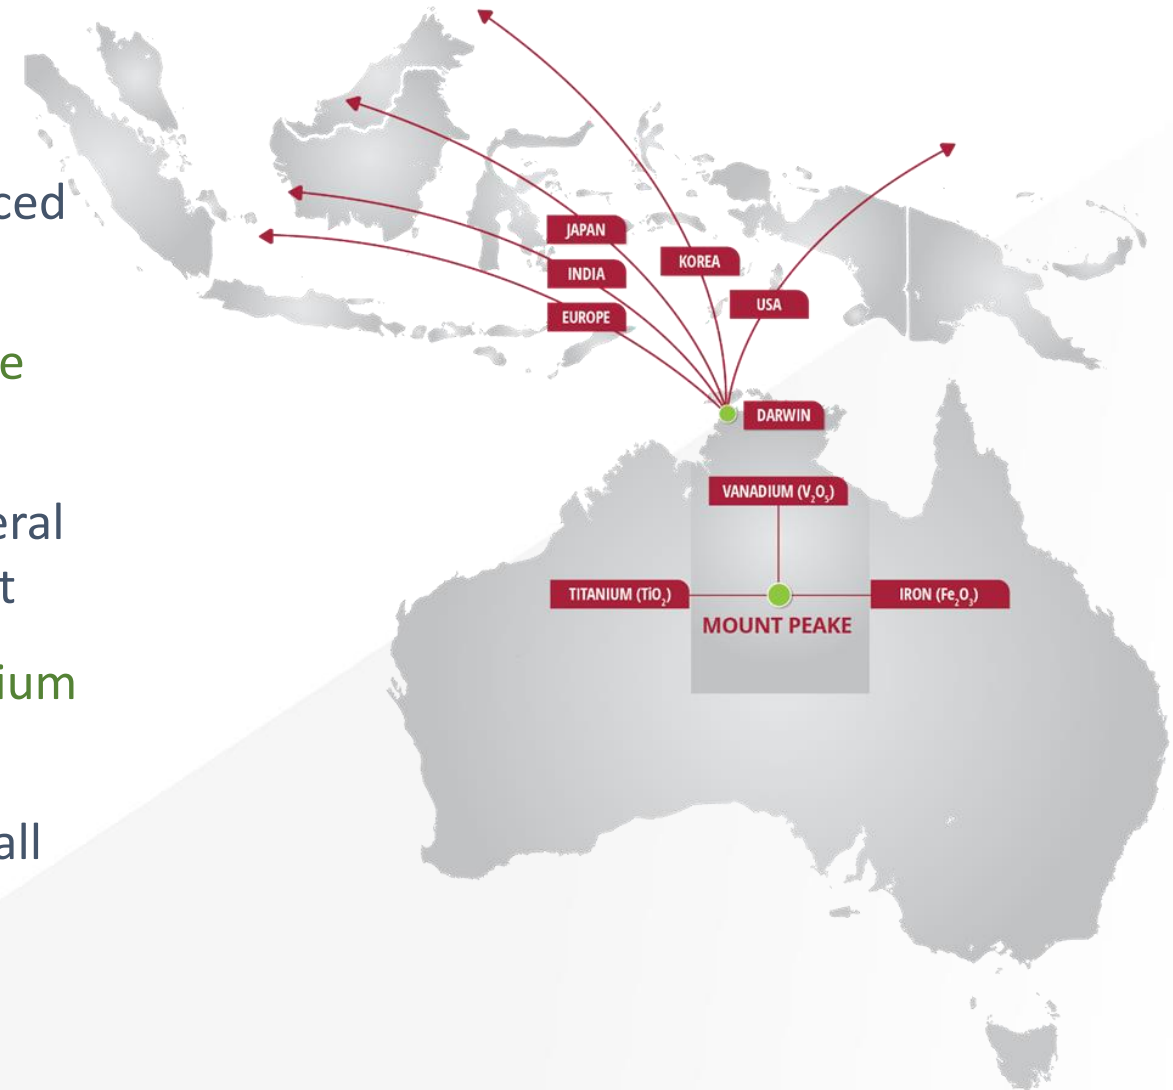 ced
e
eral
t
ium
all
JAPAN
KOREA
INDIA
USA
EUROPE
DARWIN
VANADIUM (V₂O₅)
TITANIUM (TiO₂)
IRON (Fe₂O₃)
MOUNT PEAKE